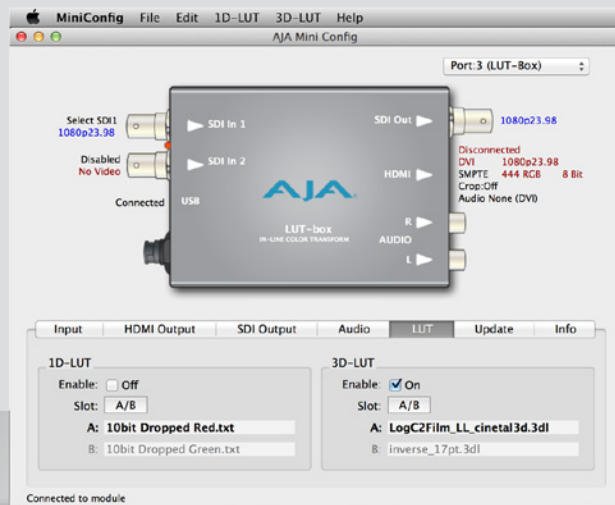 MiniConfig File Edit 1D-LUT 3D-LUT Help
AJA Mini Config
Port:3 (LUT-Box)
Select SDI1
1080p23.98
Disabled
No Video
Connected
SDI In 1
SDI In 2
USB
AJA
LUT-box
IN-LINE COLOR TRANSFORM
SDI Out
HDMI
R
AUDIO
L
1080p23.98
Disconnected
DVI 1080p23.98
SMPTE 444 RGB 8 Bit
Crop:Off
Audio None (DVI)
Input HDMI Output SDI Output Audio LUT Update Info
1D-LUT
Enable: Off
Slot: A/B
A: 10bit Dropped Red.txt
B: 10bit Dropped Green.txt
3D-LUT
Enable: On
Slot: A/B
A: LogC2Film_LL_cinetal3d.3dl
B: inverse_17pt.3dl
Connected to module